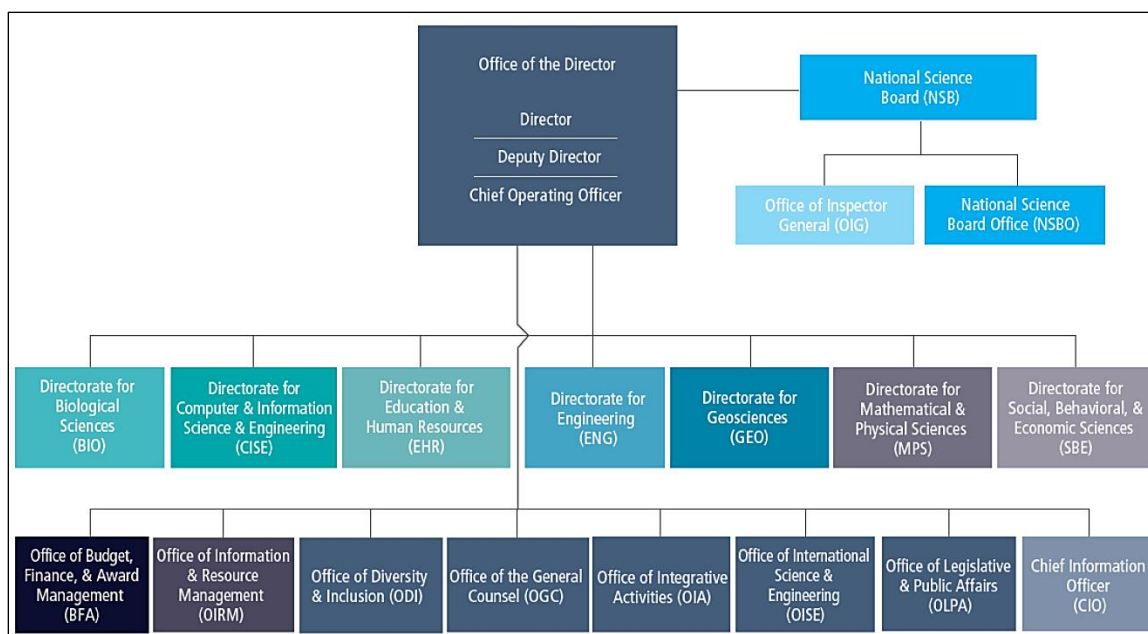 Office of the Director
Director
Deputy Director
Chief Operating Officer
National Science
Board (NSB)
Office of Inspector
General (OIG)
National Science
Board Office (NSBO)
Directorate for
Biological
Sciences
(BIO)
Directorate for
Computer & Information
Science & Engineering
(CISE)
Directorate for
Education &
Human Resources
(EHR)
Directorate for
Engineering
(ENG)
Directorate for
Geosciences
(GEO)
Directorate for
Mathematical &
Physical Sciences
(MPS)
Directorate for
Social, Behavioral, &
Economic Sciences
(SBE)
Office of Budget,
Finance, & Award
Management
(BFA)
Office of Information
& Resource
Management
(OIRM)
Office of Diversity
& Inclusion (ODI)
Office of the General
Counsel (OGC)
Office of Integrative
Activities (OIA)
Office of International
Science &
Engineering
(OISE)
Office of Legislative
& Public Affairs
(OLPA)
Chief Information
Officer
(CIO)